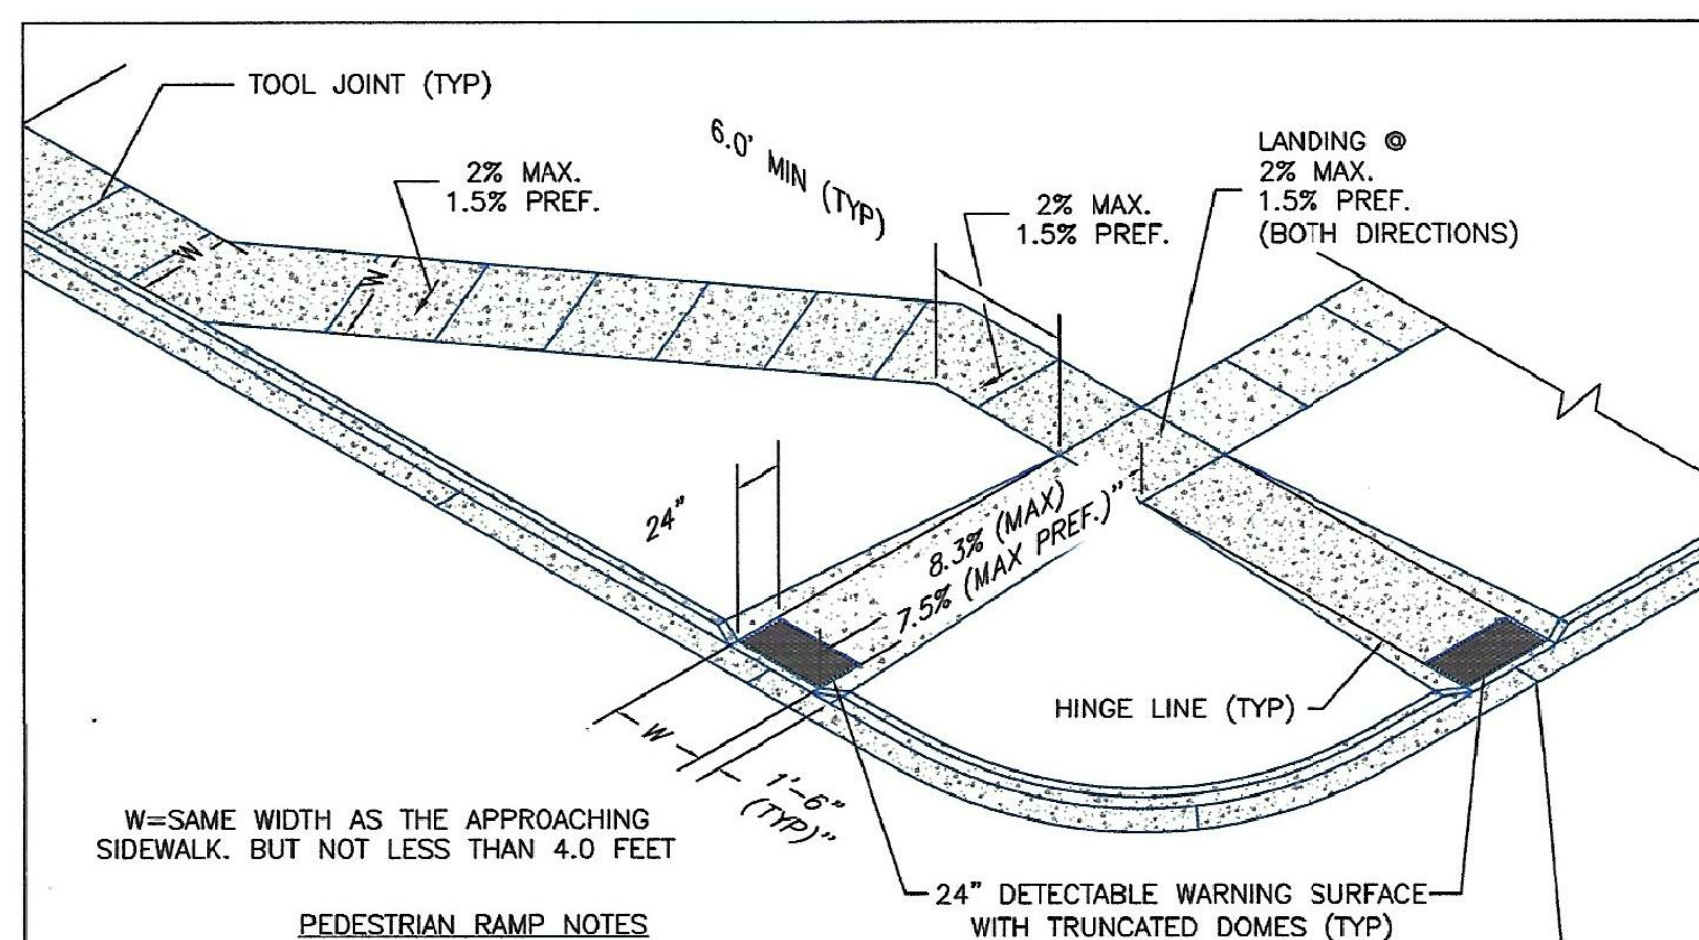 TOOL JOINT (TYP)
2% MAX.
1.5% PREF.
6.0' MIN (TYP)
2% MAX.
1.5% PREF.
LANDING @
2% MAX.
1.5% PREF.
(BOTH DIRECTIONS)
W
W
24"
8.3% (MAX)
7.5% (MAX PREF.)"
HINGE LINE (TYP)
W
1'-6"
(TYP)"
W=SAME WIDTH AS THE APPROACHING
SIDEWALK. BUT NOT LESS THAN 4.0 FEET
24" DETECTABLE WARNING SURFACE
WITH TRUNCATED DOMES (TYP)
PEDESTRIAN RAMP NOTES